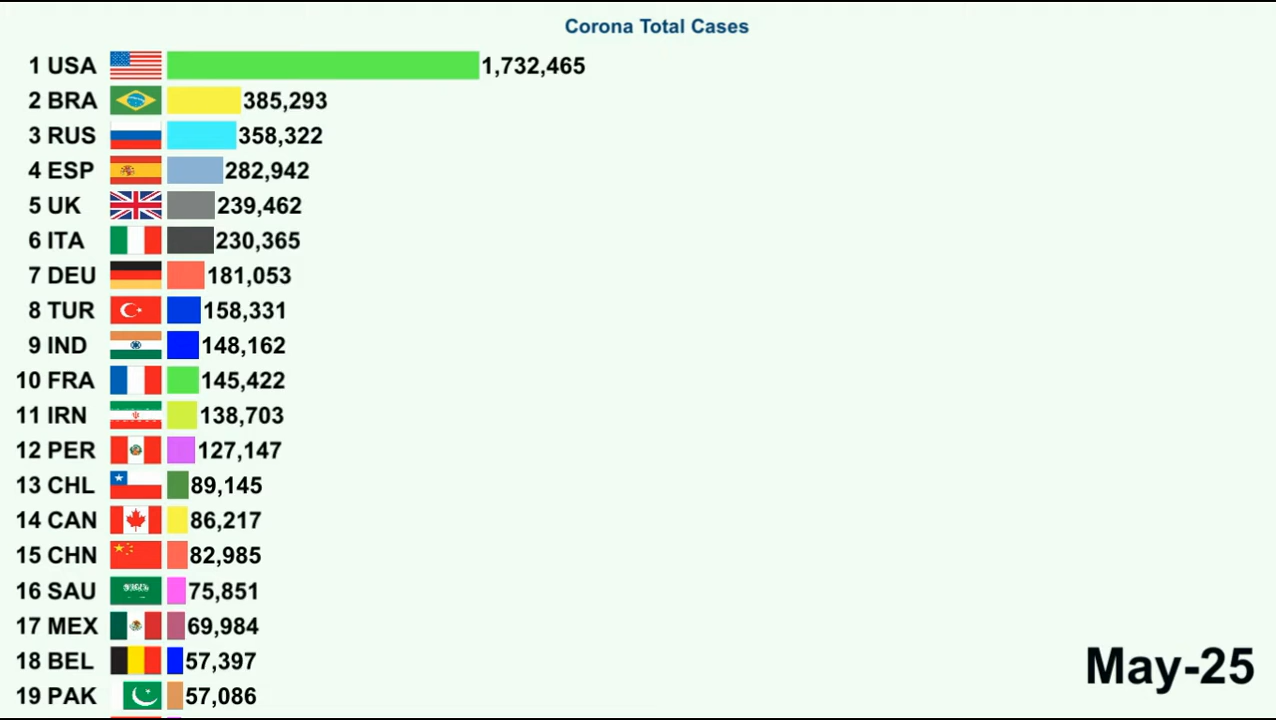 Corona Total Cases
1 USA 1,732,465
2 BRA 385,293
3 RUS 358,322
4 ESP 282,942
5 UK 239,462
6 ITA 230,365
7 DEU 181,053
8 TUR 158,331
9 IND 148,162
10 FRA 145,422
11 IRN 138,703
12 PER 127,147
13 CHL 89,145
14 CAN 86,217
15 CHN 82,985
16 SAU 75,851
17 MEX 69,984
18 BEL 57,397
19 PAK 57,086
May-25